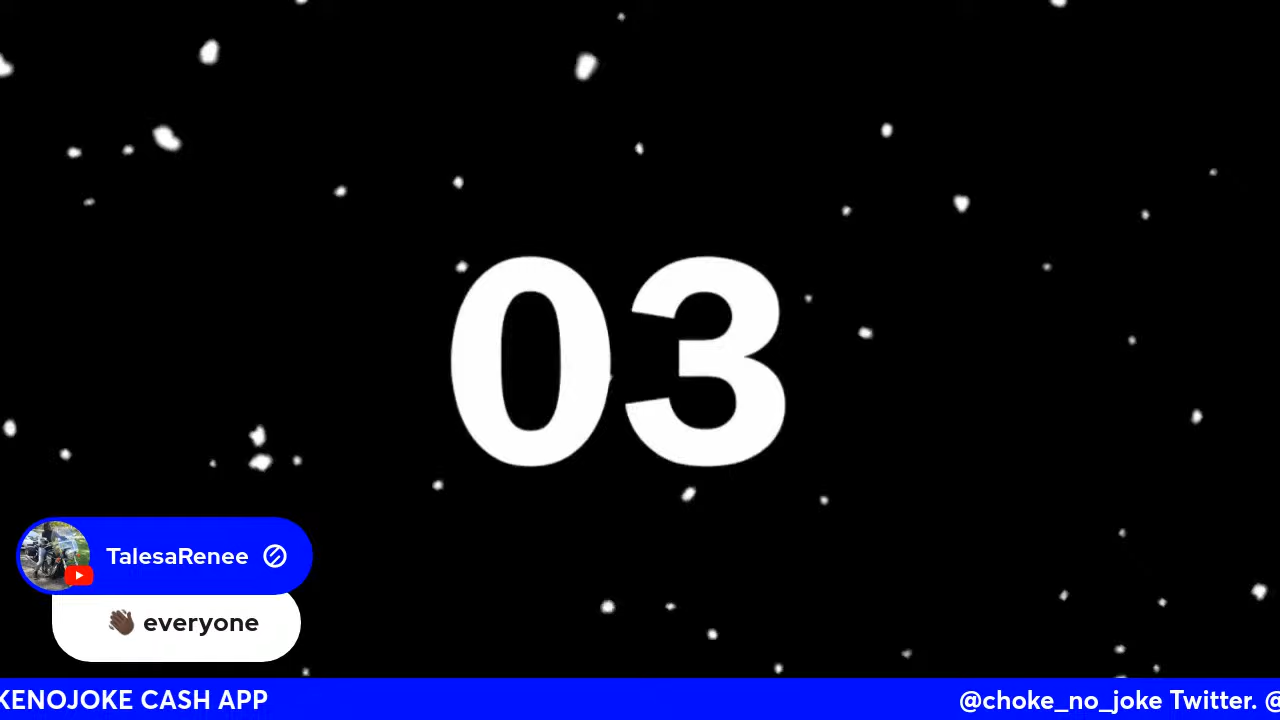 03
TalesaRenee
👋🏿 everyone
KENOJOKE CASH APP
@choke_no_joke Twitter. @